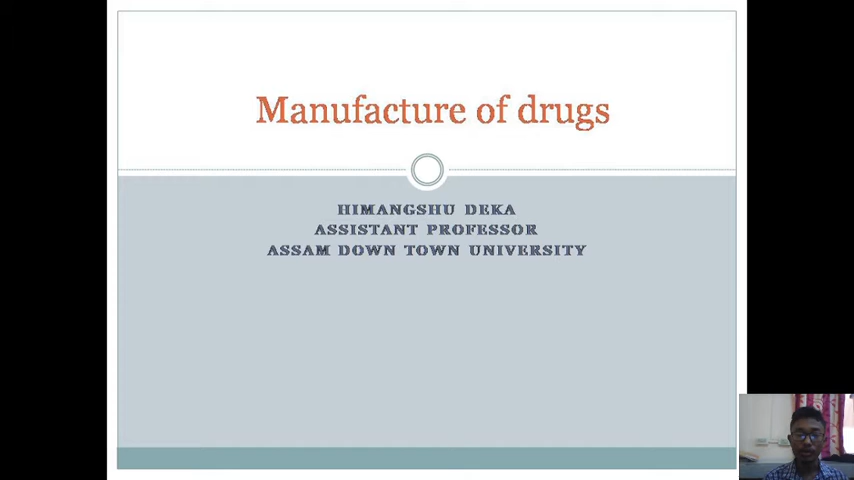 Manufacture of drugs
HIMANGSHU DEKA
ASSISTANT PROFESSOR
ASSAM DOWN TOWN UNIVERSITY